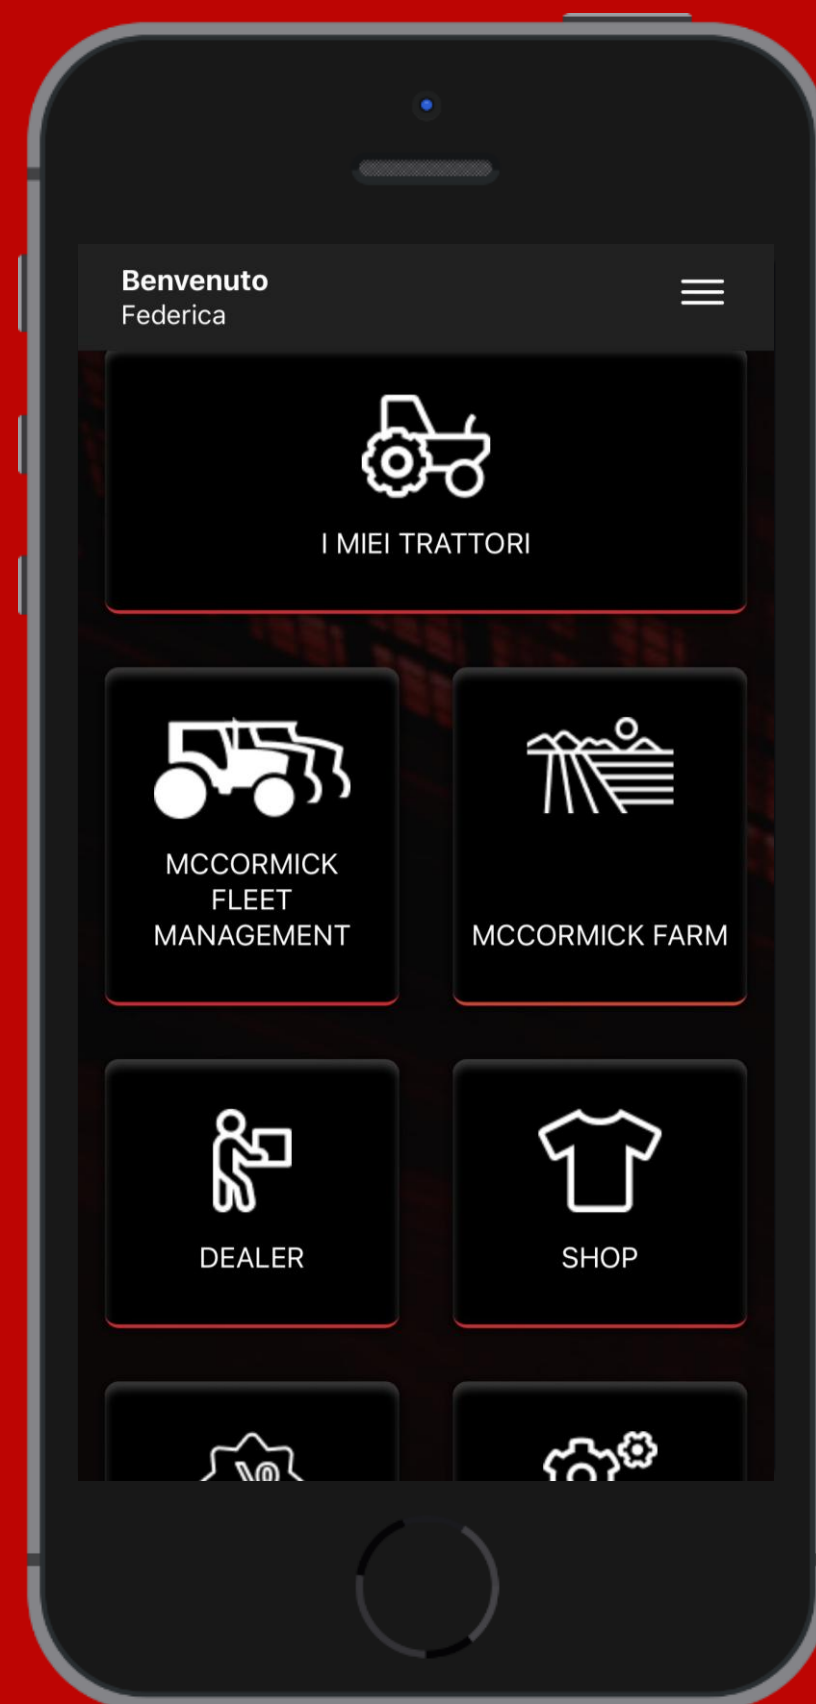 Benvenuto
Federica
I MIEI TRATTORI
MCCORMICK
FLEET
MANAGEMENT
MCCORMICK FARM
DEALER
SHOP